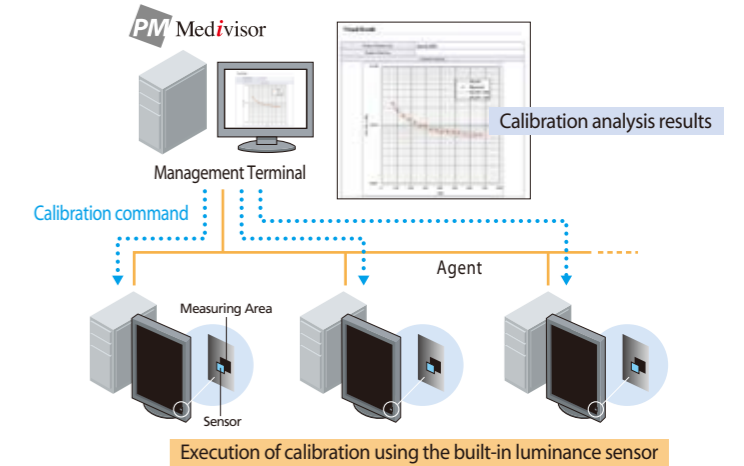 PM Medivisor
Calibration analysis results
Management Terminal
Calibration command
Agent
Measuring Area
Sensor
Execution of calibration using the built-in luminance sensor